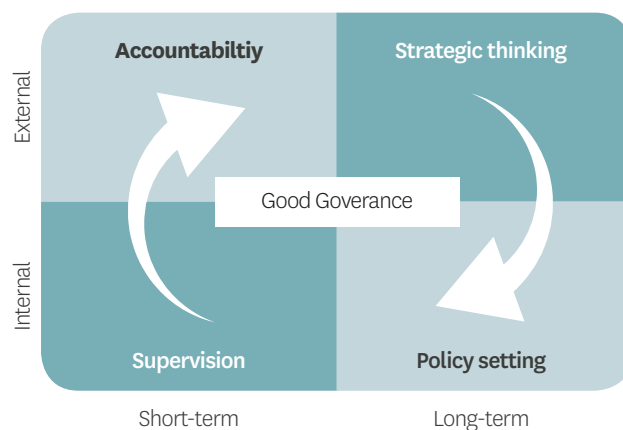 External
Accountabiltiy
Strategic thinking
Good Goverance
Internal
Supervision
Policy setting
Short-term
Long-term